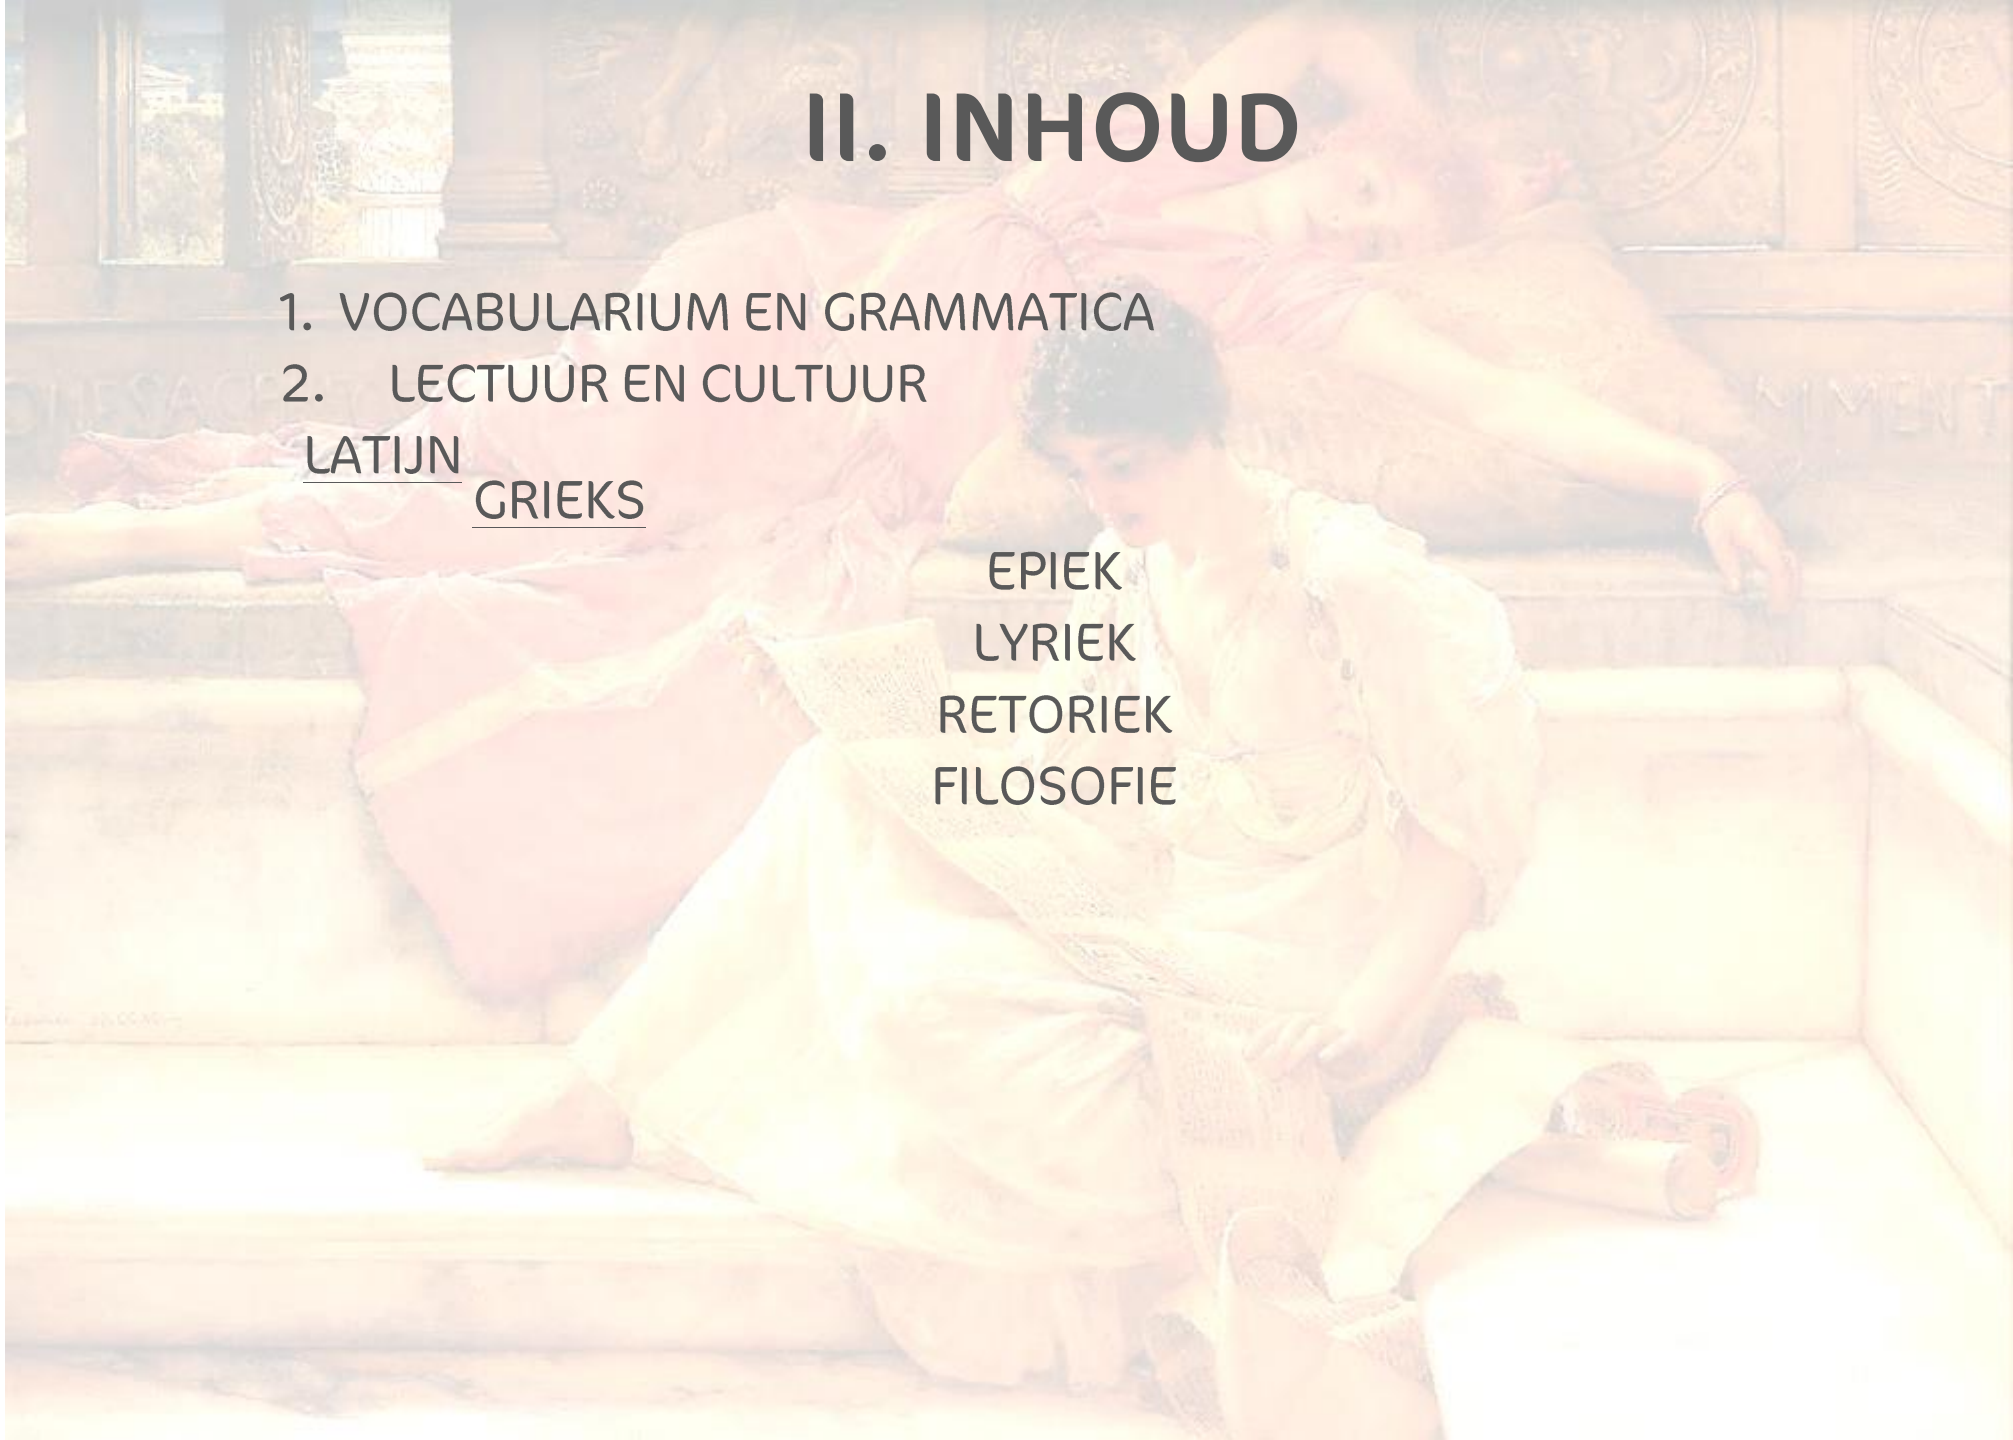 II. INHOUD
1. VOCABULARIUM EN GRAMMATICA
2. LECTUUR EN CULTUUR
LATIJN
GRIEKS
EPIEK
LYRIEK
RETORIEK
FILOSOFIE